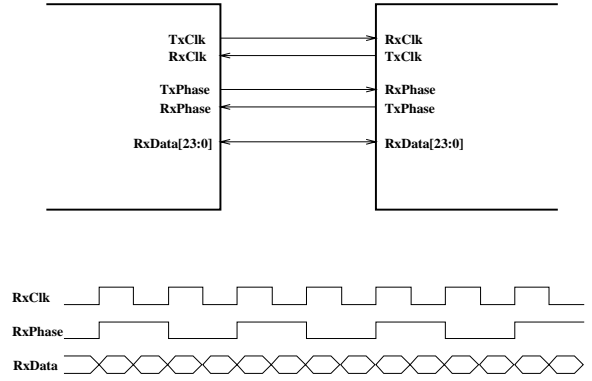 TxClk RxClk
RxClk TxClk
TxPhase RxPhase
RxPhase TxPhase
RxData[23:0] RxData[23:0]
RxClk
RxPhase
RxData